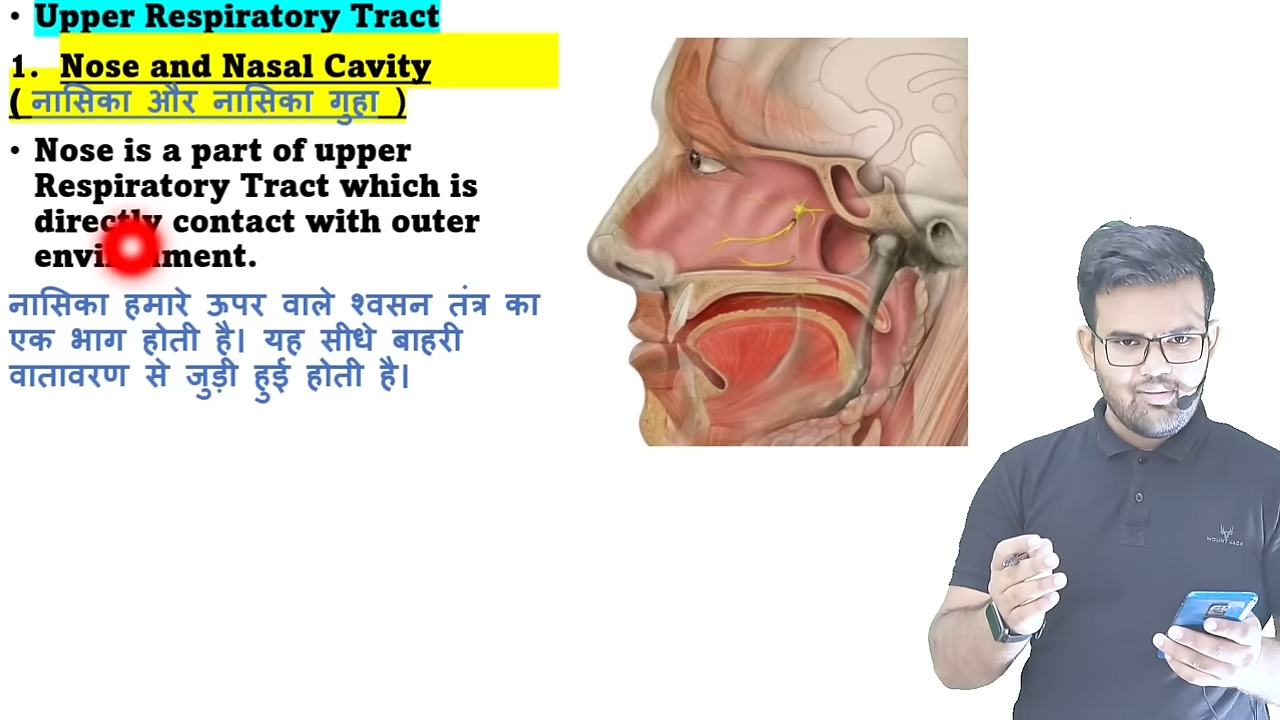 • Upper Respiratory Tract
1. Nose and Nasal Cavity
( नासिका और नासिका गुहा )
• Nose is a part of upper
Respiratory Tract which is
directly contact with outer
environment.
नासिका हमारे ऊपर वाले श्वसन तंत्र का
एक भाग होती है। यह सीधे बाहरी
वातावरण से जुड़ी हुई होती है।